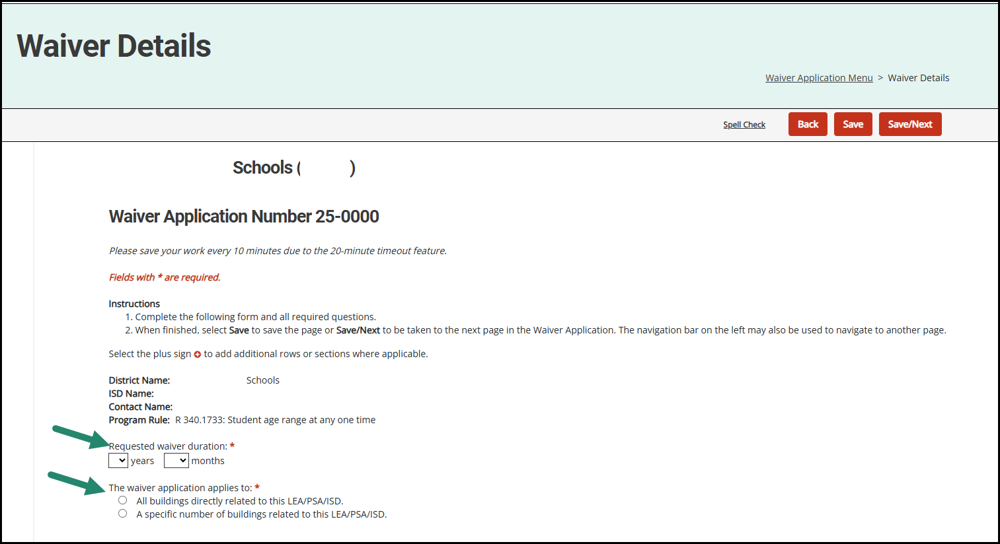 Waiver Details
Waiver Application Menu > Waiver Details
Spell Check Back Save Save/Next
Schools ( )
Waiver Application Number 25-0000
Please save your work every 10 minutes due to the 20-minute timeout feature.
Fields with * are required.
Instructions
1. Complete the following form and all required questions.
2. When finished, select Save to save the page or Save/Next to be taken to the next page in the Waiver Application. The navigation bar on the left may also be used to navigate to another page.
Select the plus sign to add additional rows or sections where applicable.
District Name: Schools
ISD Name:
Contact Name:
Program Rule: R 340.1733: Student age range at any one time
Requested waiver duration: *
years months
The waiver application applies to: *
All buildings directly related to this LEA/PSA/ISD.
A specific number of buildings related to this LEA/PSA/ISD.